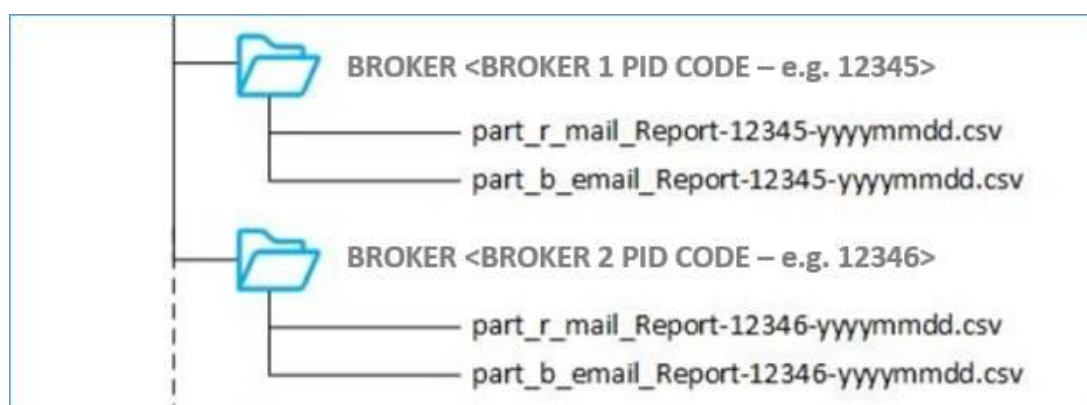 BROKER <BROKER 1 PID CODE – e.g. 12345>
part_r_mail_Report-12345-yyyymmdd.csv
part_b_email_Report-12345-yyyymmdd.csv
BROKER <BROKER 2 PID CODE – e.g. 12346>
part_r_mail_Report-12346-yyyymmdd.csv
part_b_email_Report-12346-yyyymmdd.csv